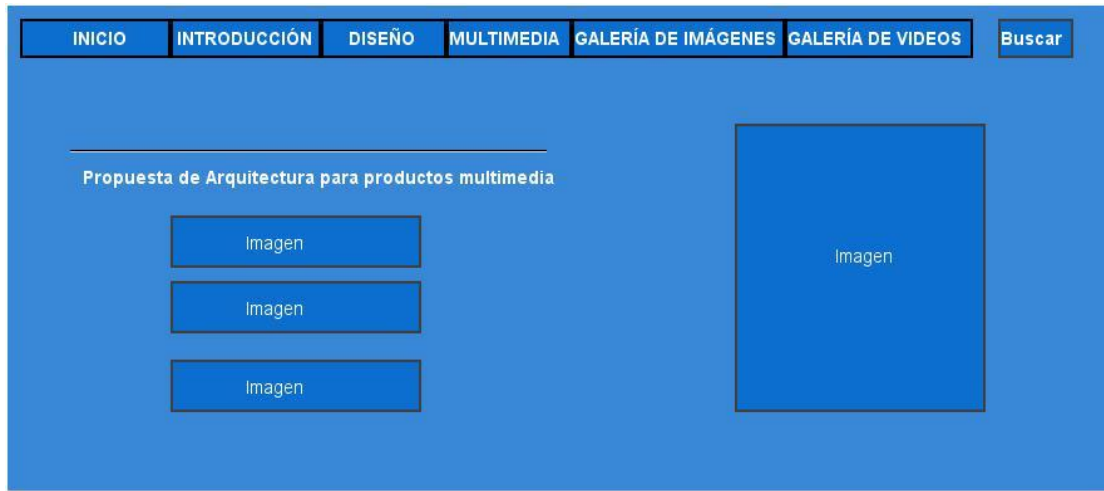 INICIO INTRODUCCIÓN DISEÑO MULTIMEDIA GALERÍA DE IMÁGENES GALERÍA DE VIDEOS Buscar
Propuesta de Arquitectura para productos multimedia
Imagen
Imagen
Imagen
Imagen